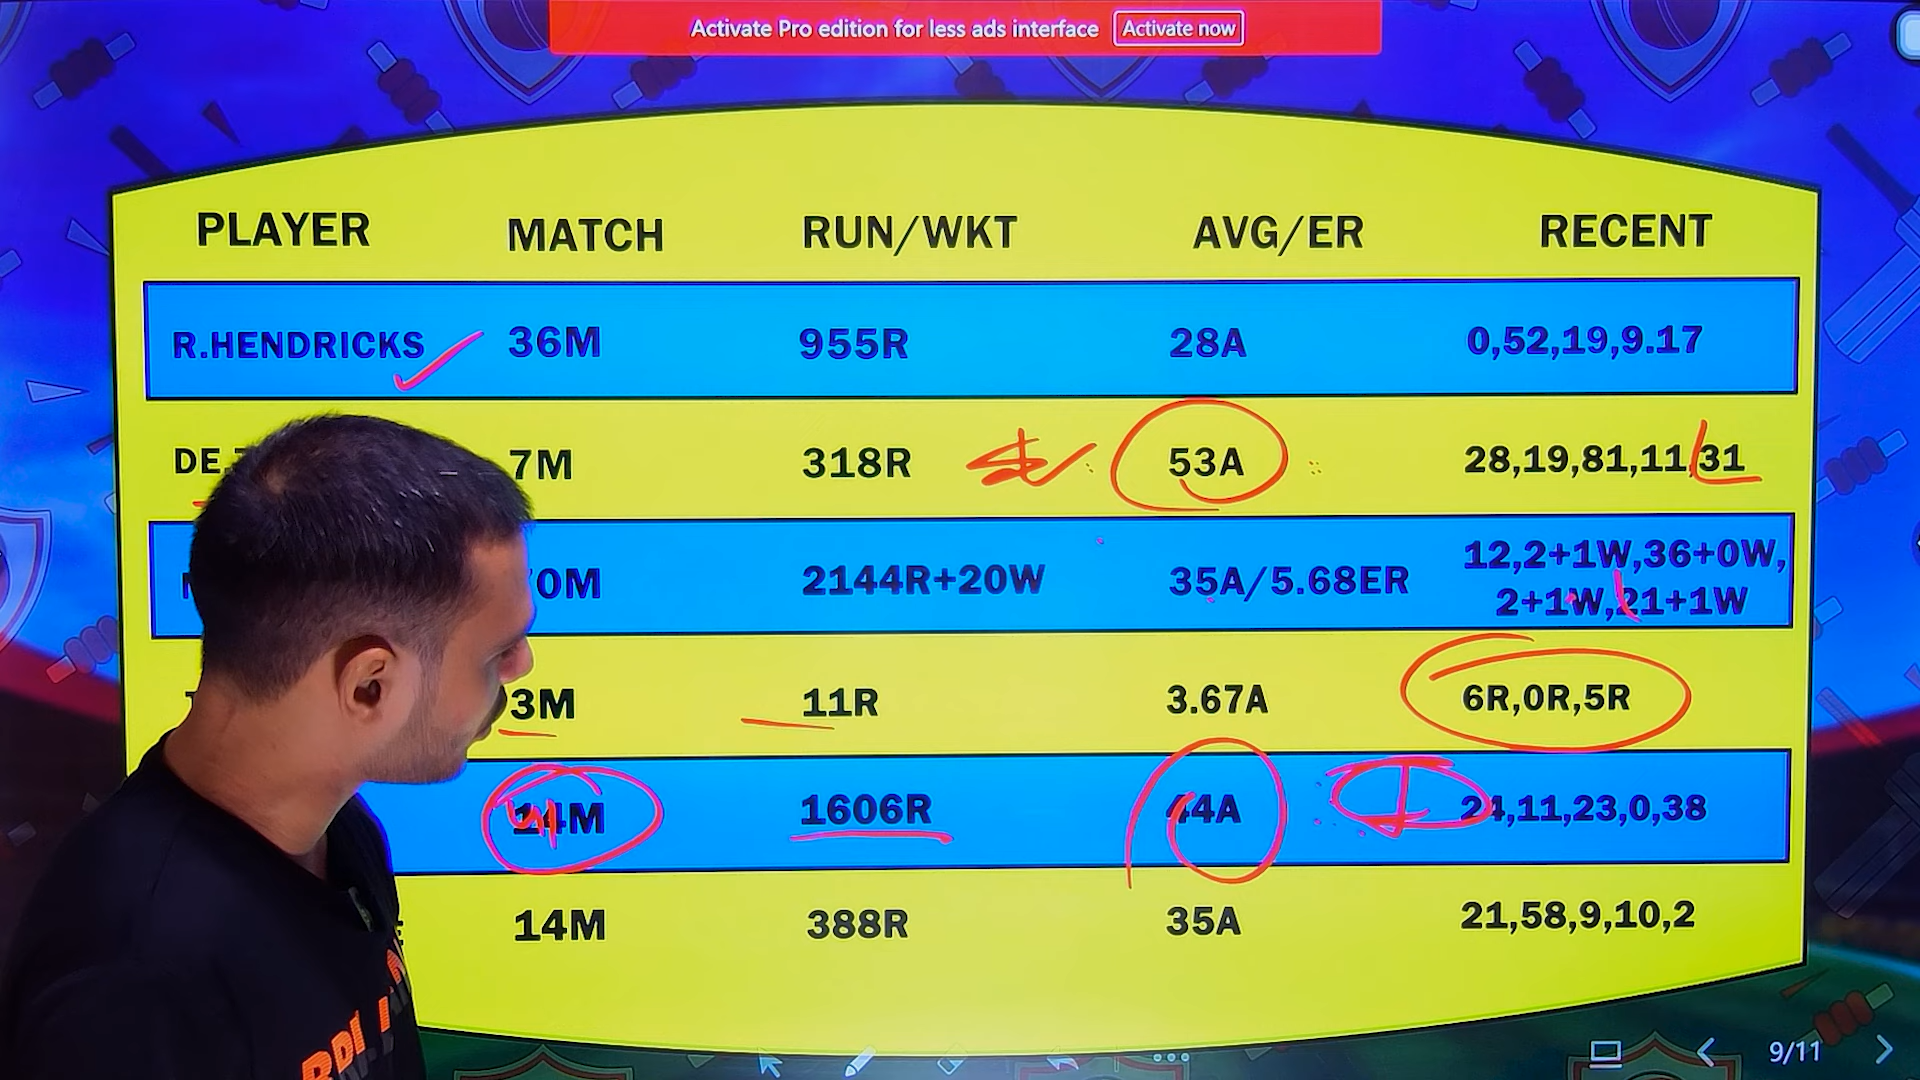 Activate Pro edition for less ads interface Activate now
PLAYER MATCH RUN/WKT AVG/ER RECENT
R.HENDRICKS 36M 955R 28A 0,52,19,9.17
DE 7M 318R 53A 28,19,81,11,31
0M 2144R+20W 35A/5.68ER 12,2+1W,36+0W,
2+1W,21+1W
3M 11R 3.67A 6R,0R,5R
14M 1606R 44A 24,11,23,0,38
14M 388R 35A 21,58,9,10,2
9/11